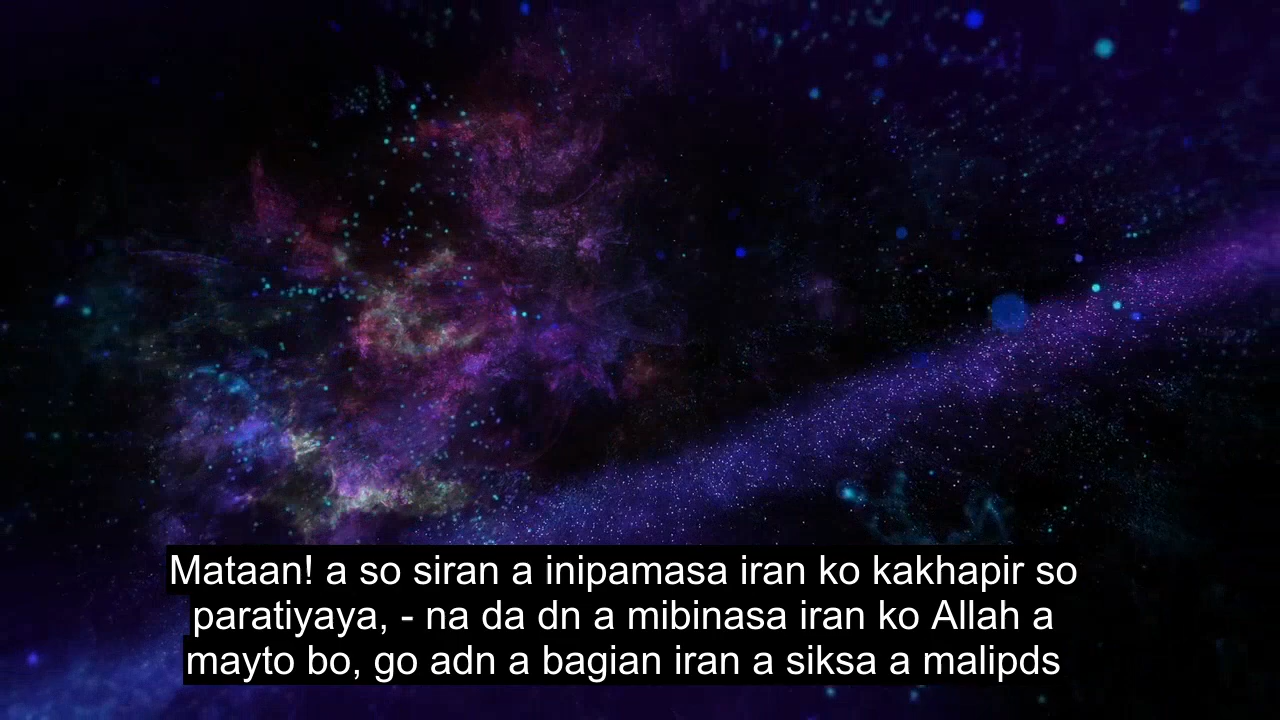 Mataan! a so siran a inipamasa iran ko kakhapir so
paratiyaya, - na da dn a mibinasa iran ko Allah a
mayto bo, go adn a bagian iran a siksa a malipds